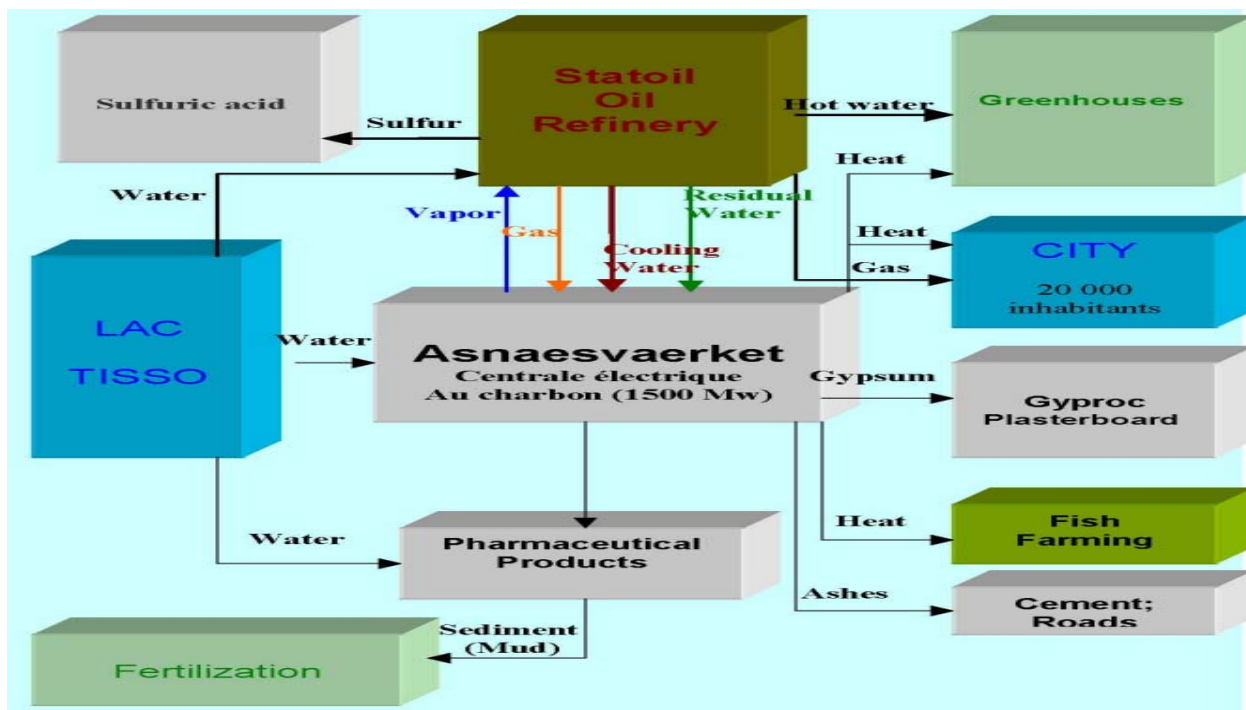 Sulfuric acid
Statoil
Oil
Refinery
Hot water
Greenhouses
Sulfur
Heat
Water
Vapor
Gas
Residual
Water
Cooling
Water
Heat
Gas
CITY
20 000
inhabitants
LAC
TISSO
Water
Asnaesvaerket
Centrale électrique
Au charbon (1500 Mw)
Gypsum
Gyproc
Plasterboard
Water
Pharmaceutical
Products
Heat
Fish
Farming
Ashes
Cement;
Roads
Sediment
(Mud)
Fertilization